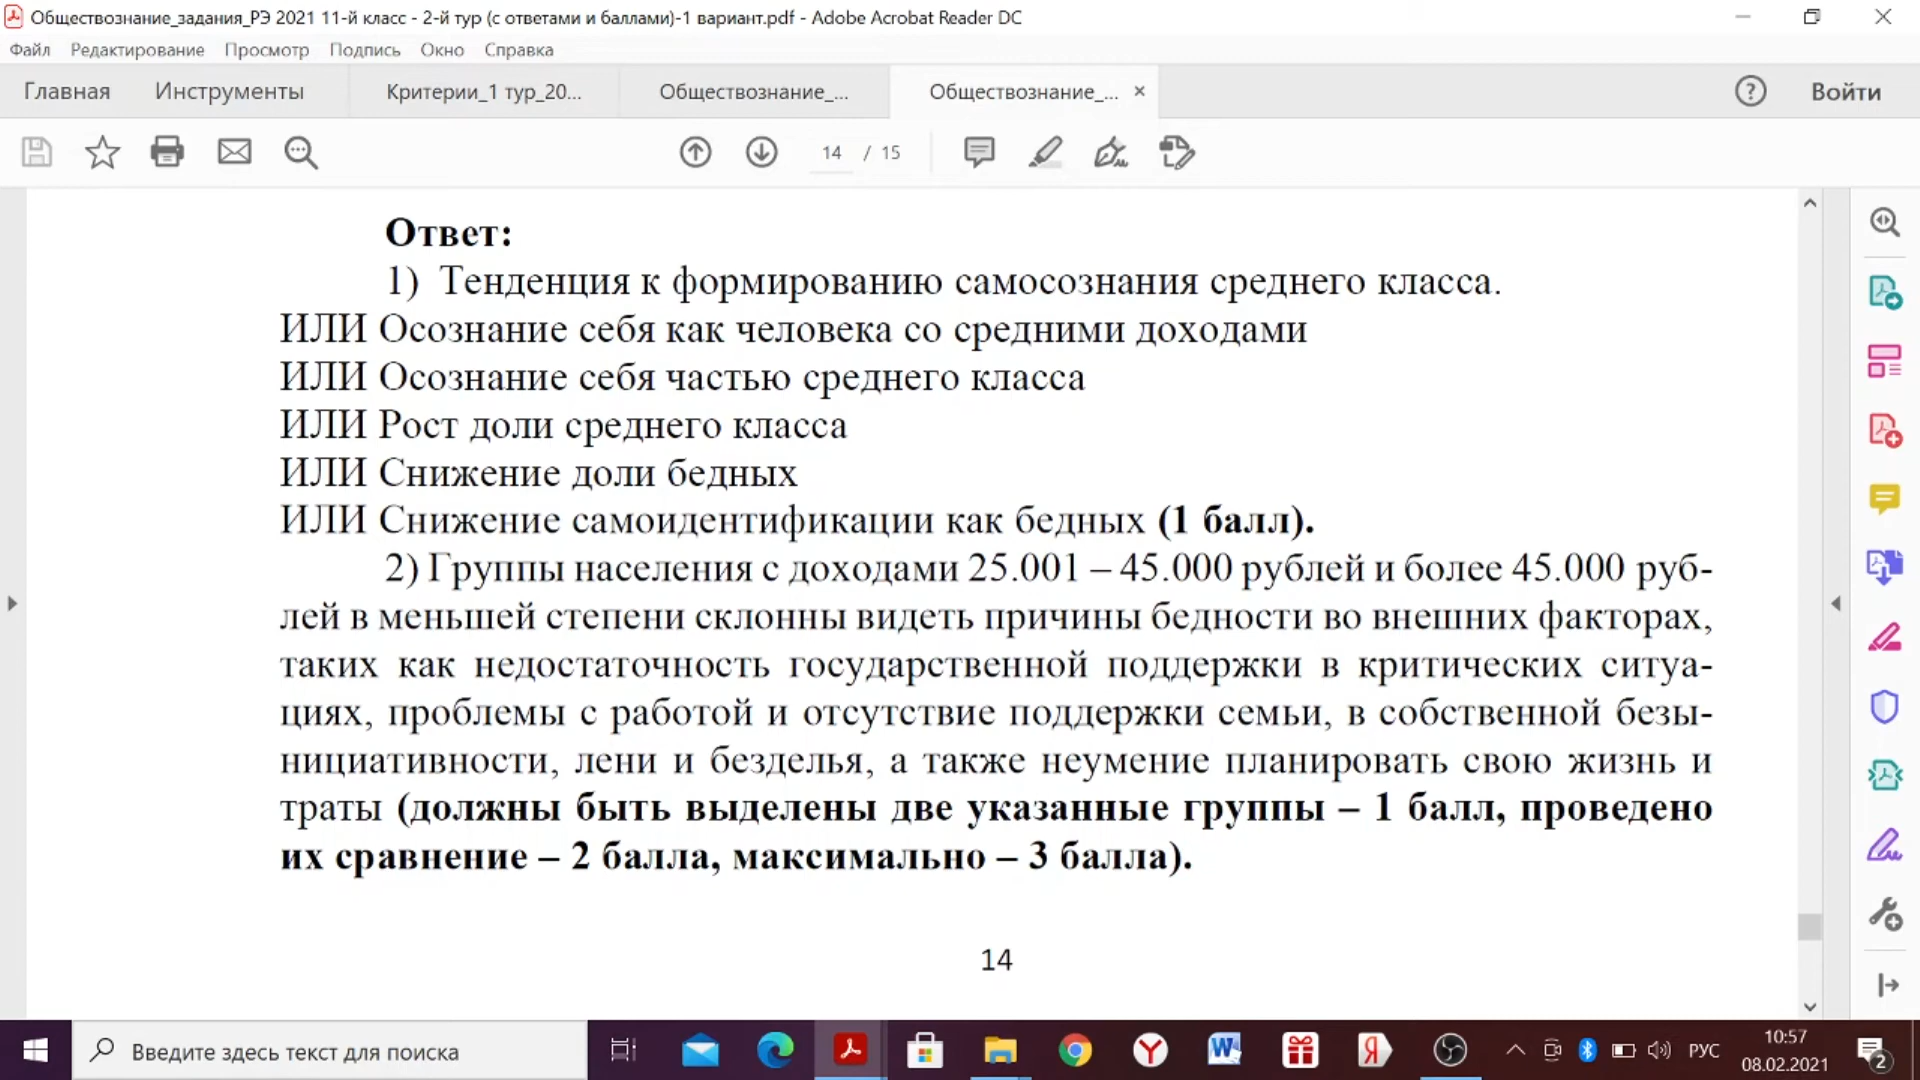 Обществознание_задания_РЭ 2021 11-й класс - 2-й тур (с ответами и баллами)-1 вариант.pdf - Adobe Acrobat Reader DC
Файл Редактирование Просмотр Подпись Окно Справка
Главная Инструменты Критерии_1 тур_20... Обществознание_... Обществознание_... × ? Войти
14 / 15
Ответ:
1) Тенденция к формированию самосознания среднего класса.
ИЛИ Осознание себя как человека со средними доходами
ИЛИ Осознание себя частью среднего класса
ИЛИ Рост доли среднего класса
ИЛИ Снижение доли бедных
ИЛИ Снижение самоидентификации как бедных (1 балл).
2) Группы населения с доходами 25.001 – 45.000 рублей и более 45.000 руб-
лей в меньшей степени склонны видеть причины бедности во внешних факторах,
таких как недостаточность государственной поддержки в критических ситуа-
циях, проблемы с работой и отсутствие поддержки семьи, в собственной безы-
нициативности, лени и безделья, а также неумение планировать свою жизнь и
траты (должны быть выделены две указанные группы – 1 балл, проведено
их сравнение – 2 балла, максимально – 3 балла).
14
Введите здесь текст для поиска
РУС
10:57
08.02.2021
2